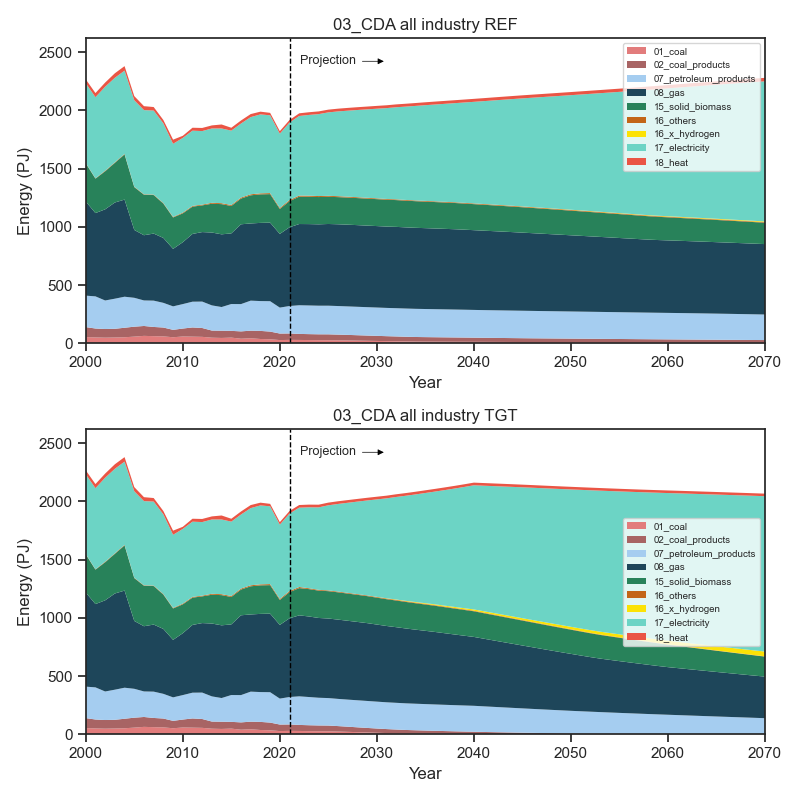 03_CDA all industry REF
Energy (PJ)
2500
2000
1500
1000
500
0
Projection
01_coal
02_coal_products
07_petroleum_products
08_gas
15_solid_biomass
16_others
16_x_hydrogen
17_electricity
18_heat
2000 2010 2020 2030 2040 2050 2060 2070
Year
03_CDA all industry TGT
Energy (PJ)
2500
2000
1500
1000
500
0
Projection
01_coal
02_coal_products
07_petroleum_products
08_gas
15_solid_biomass
16_others
16_x_hydrogen
17_electricity
18_heat
2000 2010 2020 2030 2040 2050 2060 2070
Year